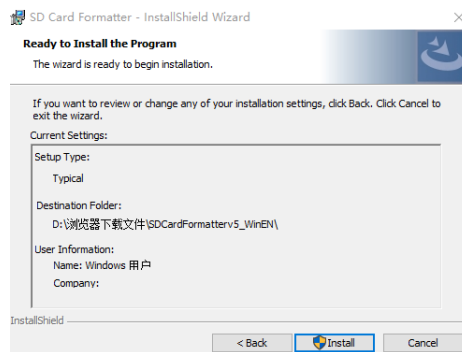 SD Card Formatter - InstallShield Wizard
Ready to Install the Program
The wizard is ready to begin installation.
If you want to review or change any of your installation settings, click Back. Click Cancel to
exit the wizard.
Current Settings:
Setup Type:
Typical
Destination Folder:
D:\浏览器下载文件\SDCardFormatterv5_WinEN\
User Information:
Name: Windows 用户
Company:
InstallShield
< Back
Install
Cancel